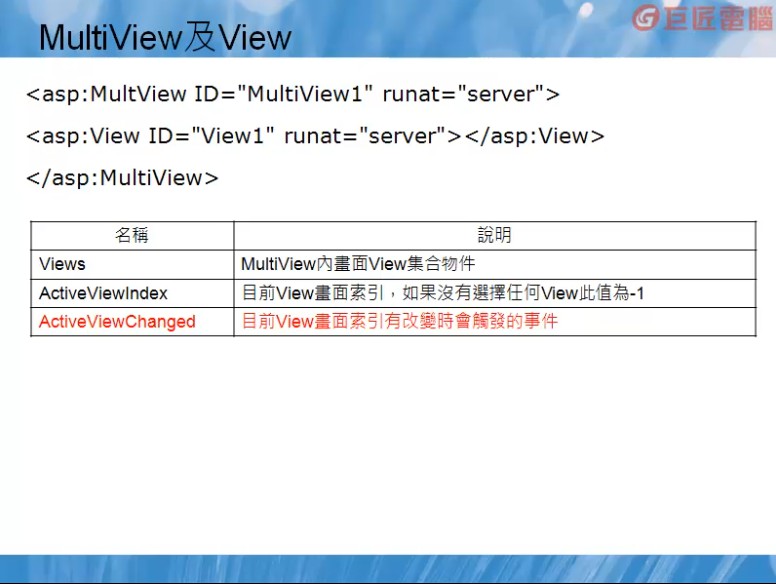 MultiView及View
巨匠電腦
<asp:MultView ID="MultiView1" runat="server">
<asp:View ID="View1" runat="server"></asp:View>
</asp:MultiView>
名稱 說明
Views MultiView內畫面View集合物件
ActiveViewIndex 目前View畫面索引，如果沒有選擇任何View此值為-1
ActiveViewChanged 目前View畫面索引有改變時會觸發的事件